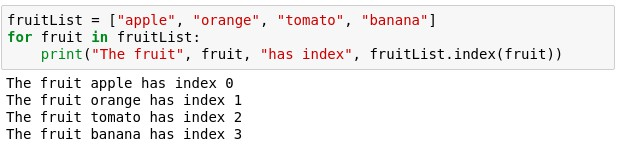 fruitList = ["apple", "orange", "tomato", "banana"]
for fruit in fruitList:
    print("The fruit", fruit, "has index", fruitList.index(fruit))
The fruit apple has index 0
The fruit orange has index 1
The fruit tomato has index 2
The fruit banana has index 3